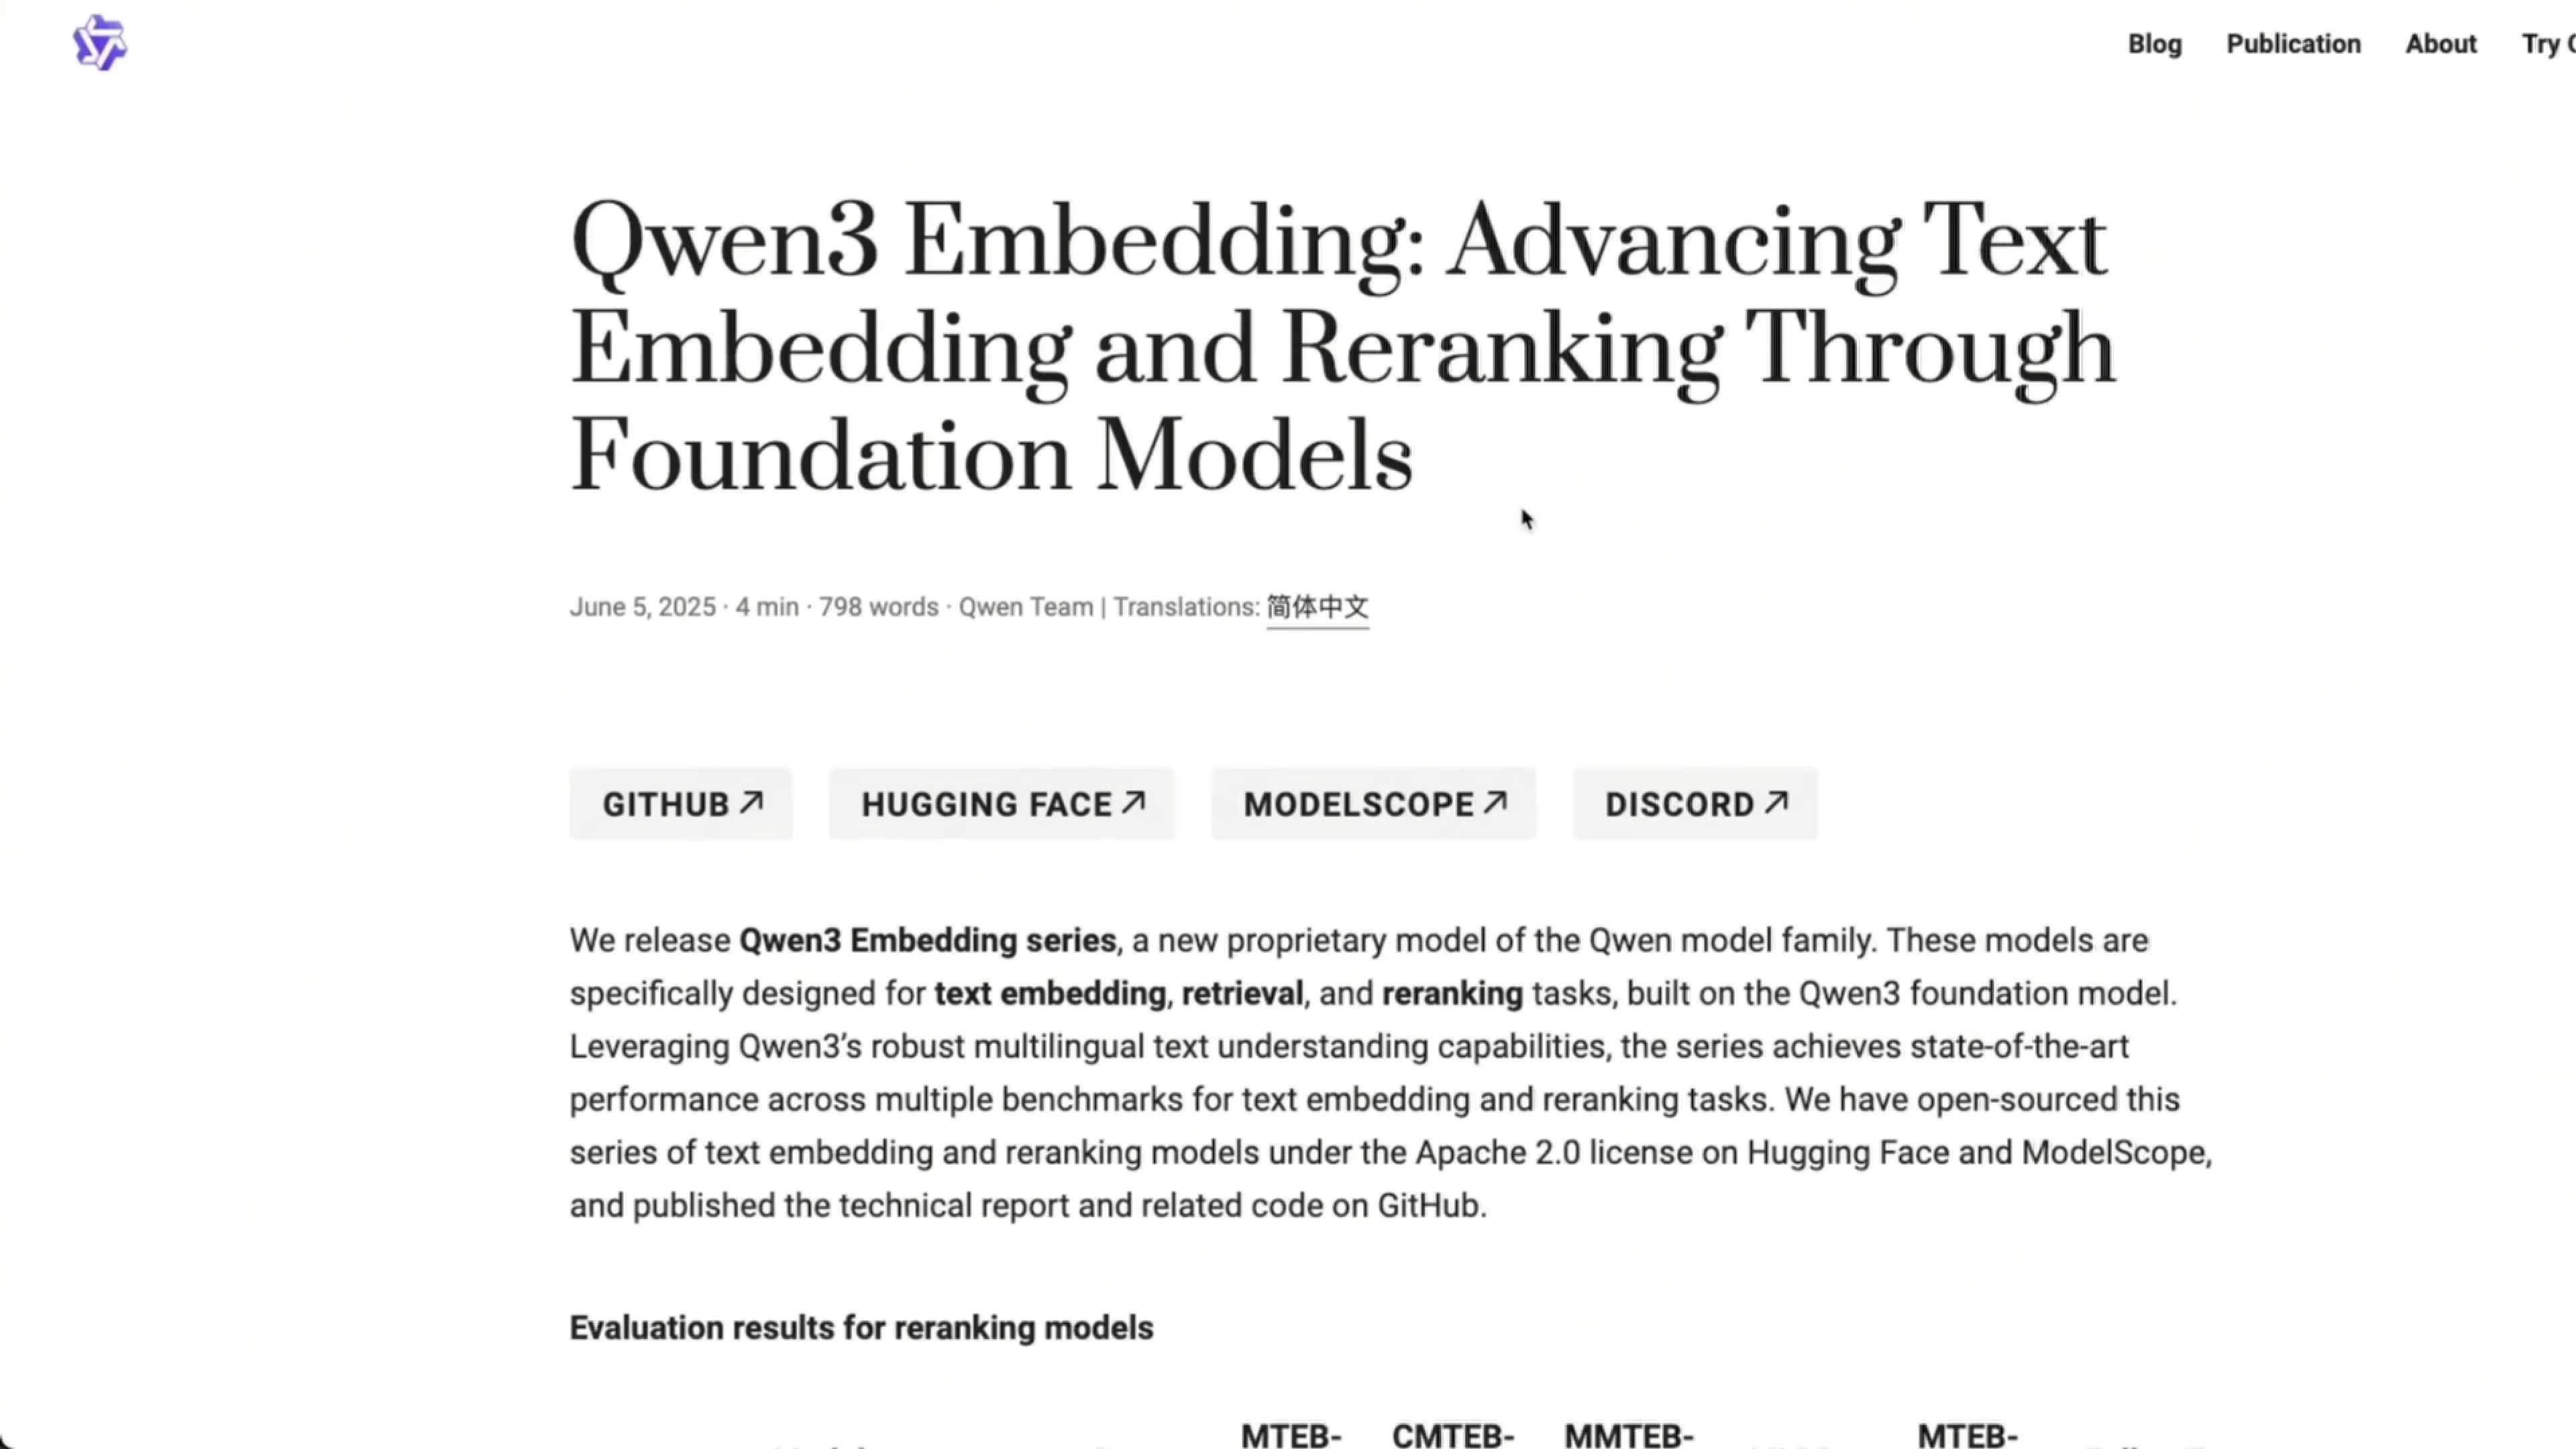 Blog Publication About Try
Qwen3 Embedding: Advancing Text
Embedding and Reranking Through
Foundation Models
June 5, 2025 · 4 min · 798 words · Qwen Team | Translations: 简体中文
GITHUB HUGGING FACE MODELSCOPE DISCORD
We release Qwen3 Embedding series, a new proprietary model of the Qwen model family. These models are
specifically designed for text embedding, retrieval, and reranking tasks, built on the Qwen3 foundation model.
Leveraging Qwen3’s robust multilingual text understanding capabilities, the series achieves state-of-the-art
performance across multiple benchmarks for text embedding and reranking tasks. We have open-sourced this
series of text embedding and reranking models under the Apache 2.0 license on Hugging Face and ModelScope,
and published the technical report and related code on GitHub.
Evaluation results for reranking models
MTEB- CMTEB- MMTEB- MTEB-